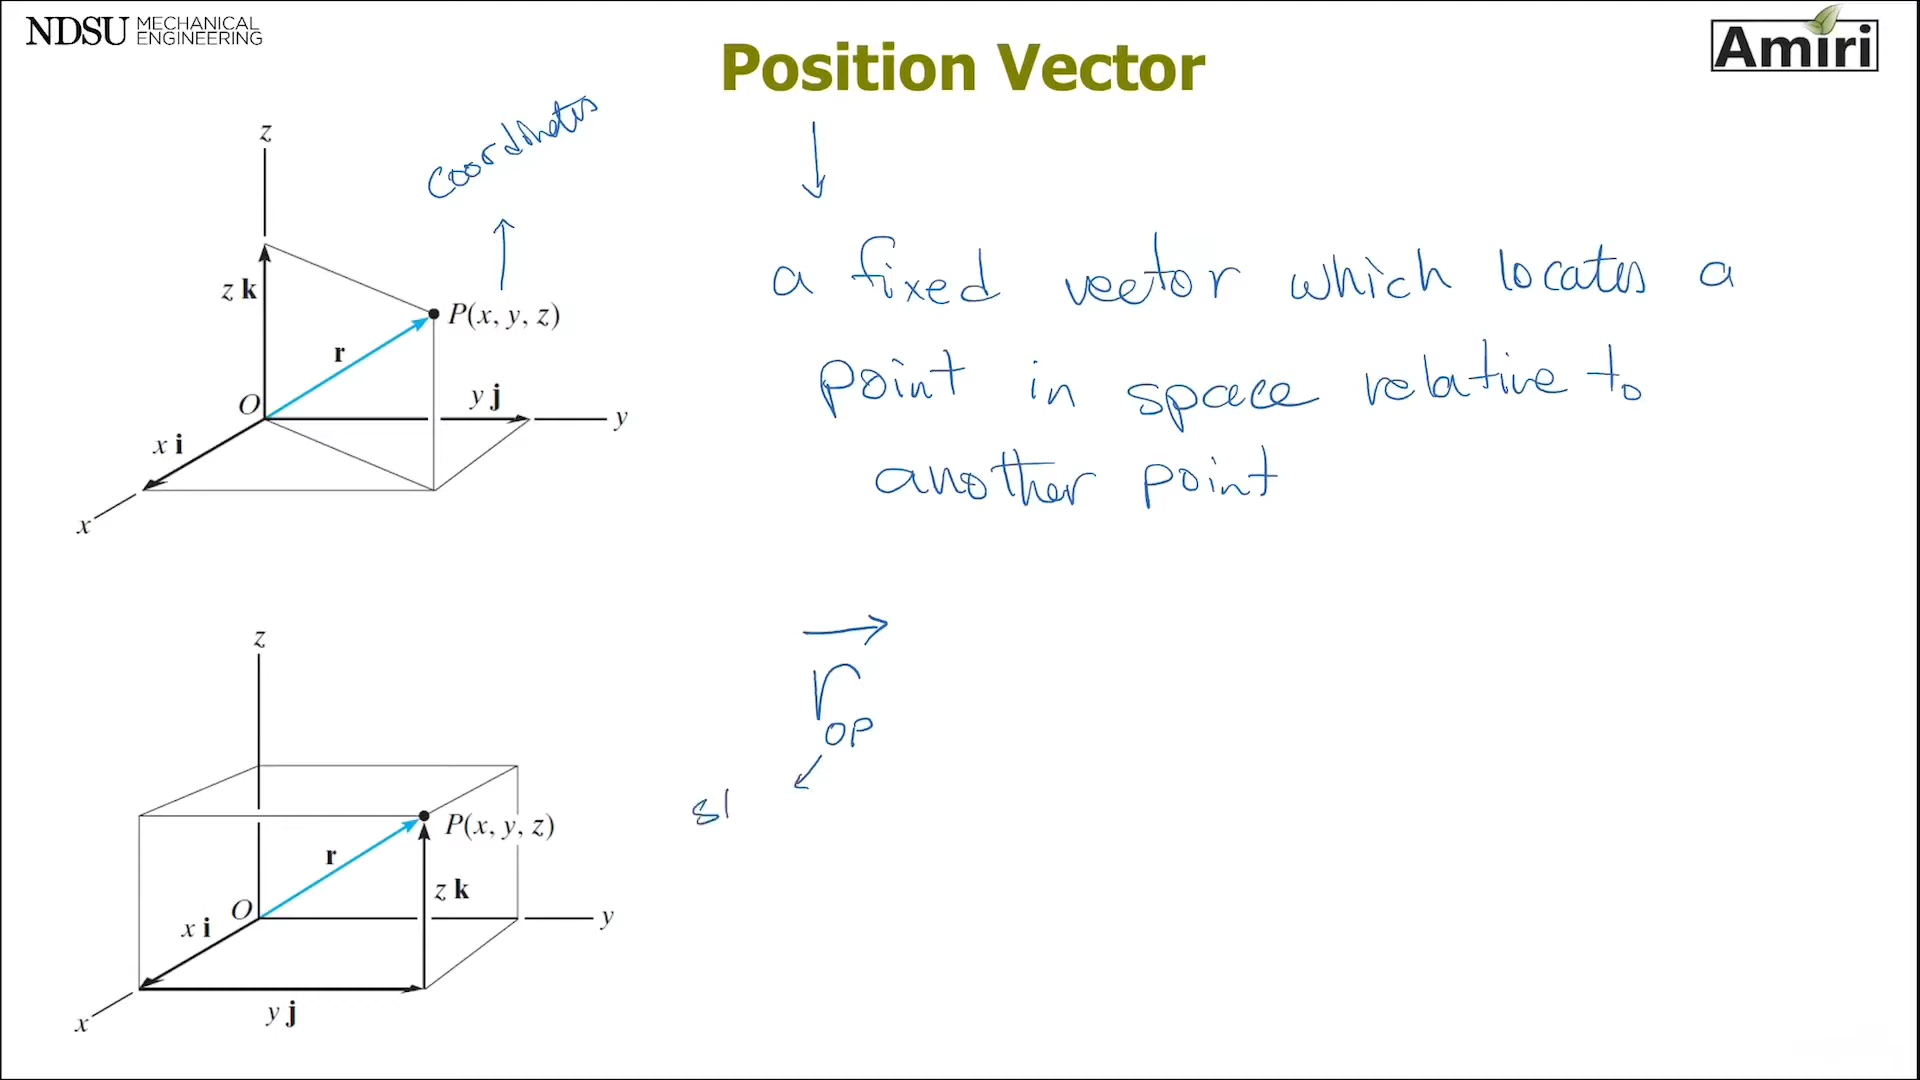 NDSU MECHANICAL ENGINEERING
Amiri
Position Vector
coordinates
z
z k
P(x, y, z)
r
O
y j
y
x i
x
a fixed vector which locates a
point in space relative to
another point
z
P(x, y, z)
r
z k
O
y
x i
y j
x
r
OP
st